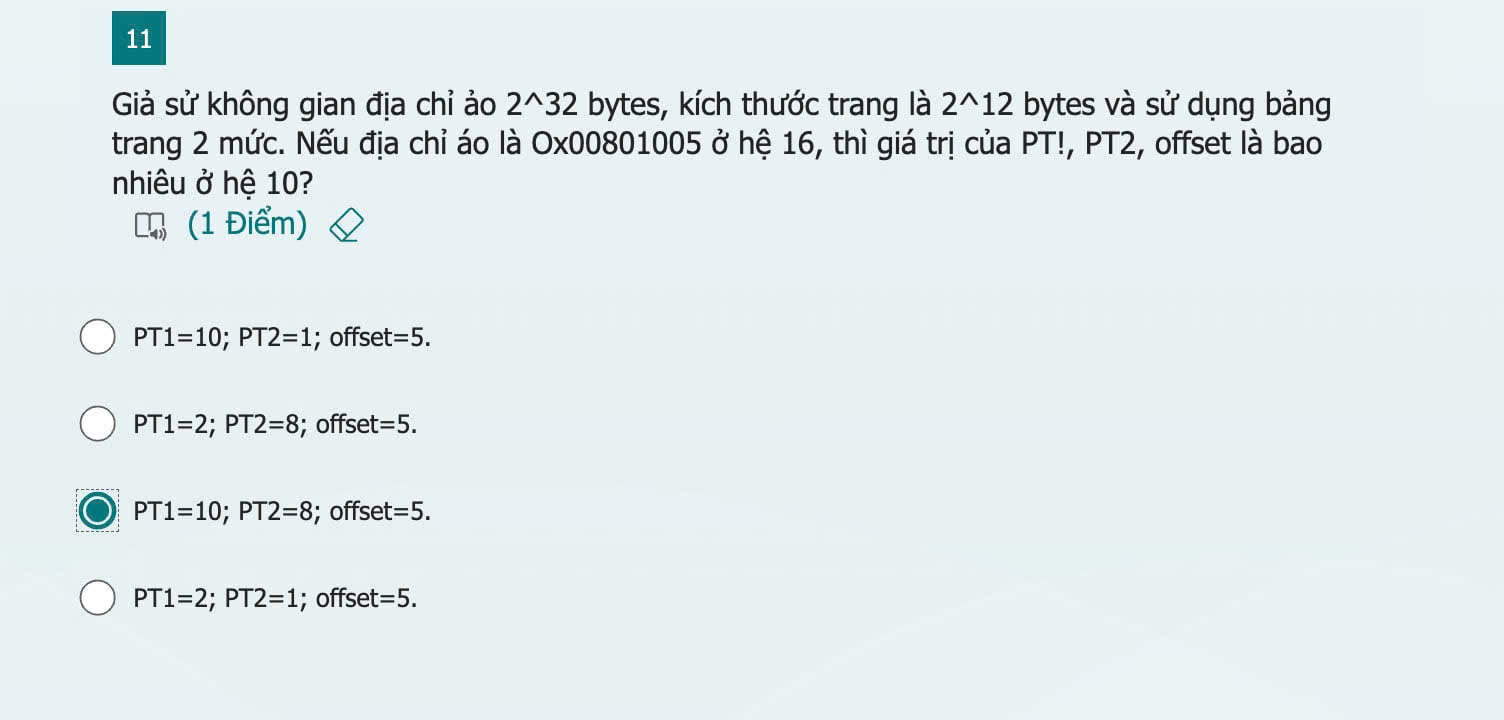 11
Giả sử không gian địa chỉ ảo 2^32 bytes, kích thước trang là 2^12 bytes và sử dụng bảng
trang 2 mức. Nếu địa chỉ áo là Ox00801005 ở hệ 16, thì giá trị của PT!, PT2, offset là bao
nhiêu ở hệ 10?
(1 Điểm)
PT1=10; PT2=1; offset=5.
PT1=2; PT2=8; offset=5.
PT1=10; PT2=8; offset=5.
PT1=2; PT2=1; offset=5.